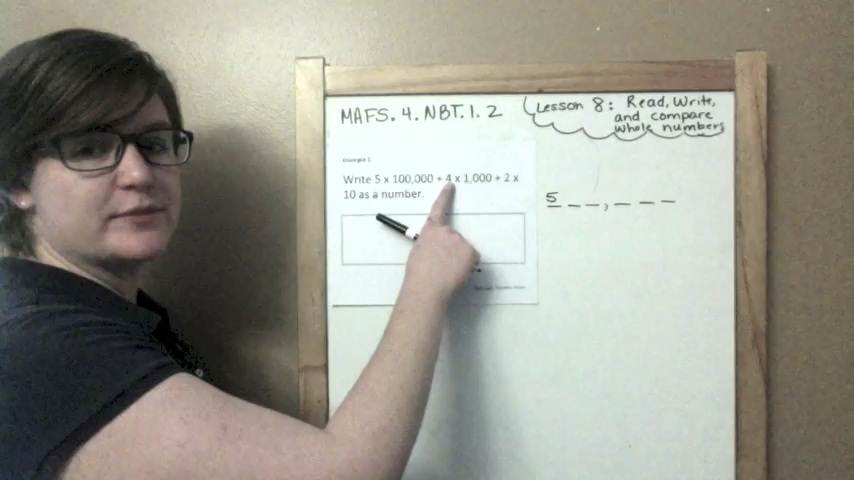 MAFS.4.NBT.1.2
Lesson 8: Read, Write,
and compare
whole numbers
Example 1
Write 5 x 100,000 + 4 x 1,000 + 2 x
10 as a number.
5 _ _ , _ _ _